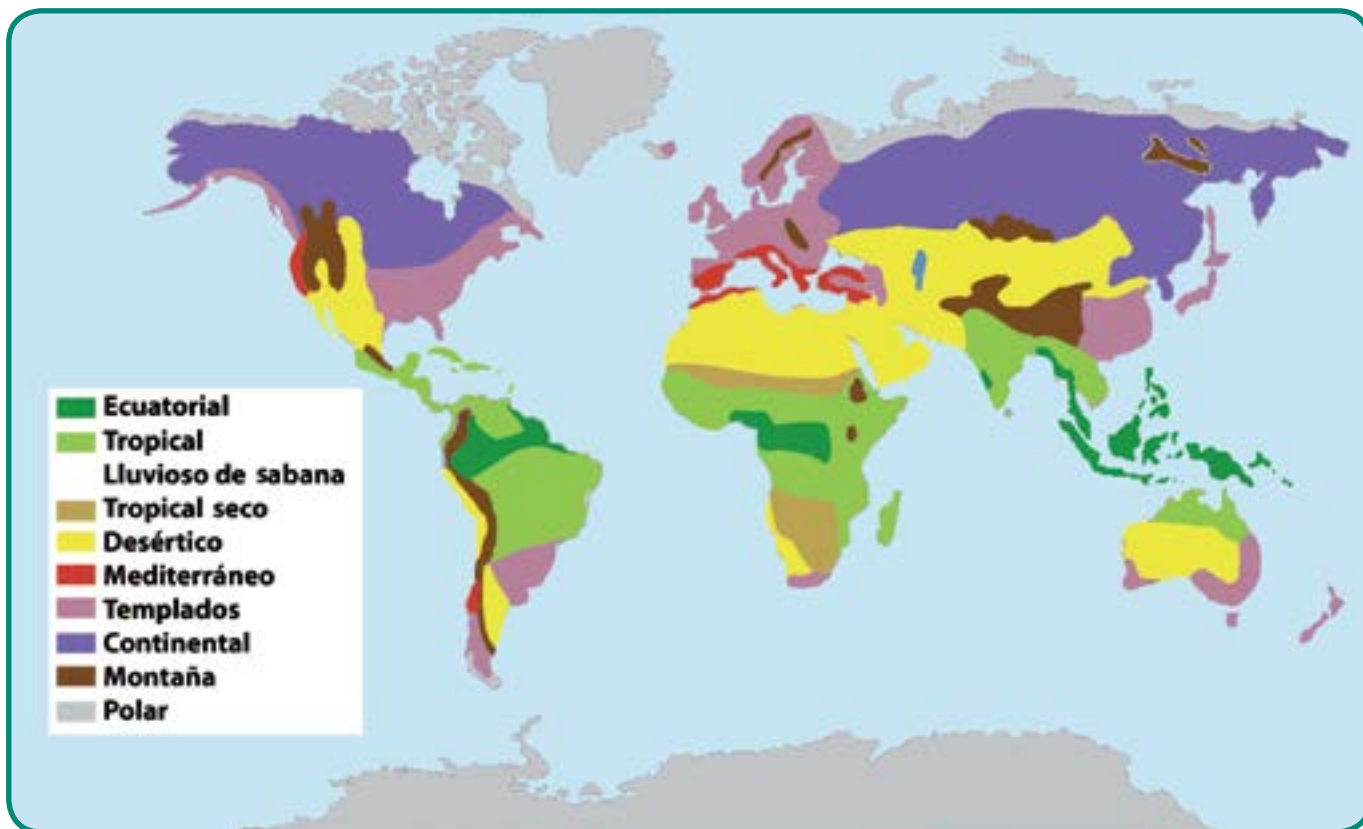 Ecuatorial
Tropical
Lluvioso de sabana
Tropical seco
Desértico
Mediterráneo
Templados
Continental
Montaña
Polar